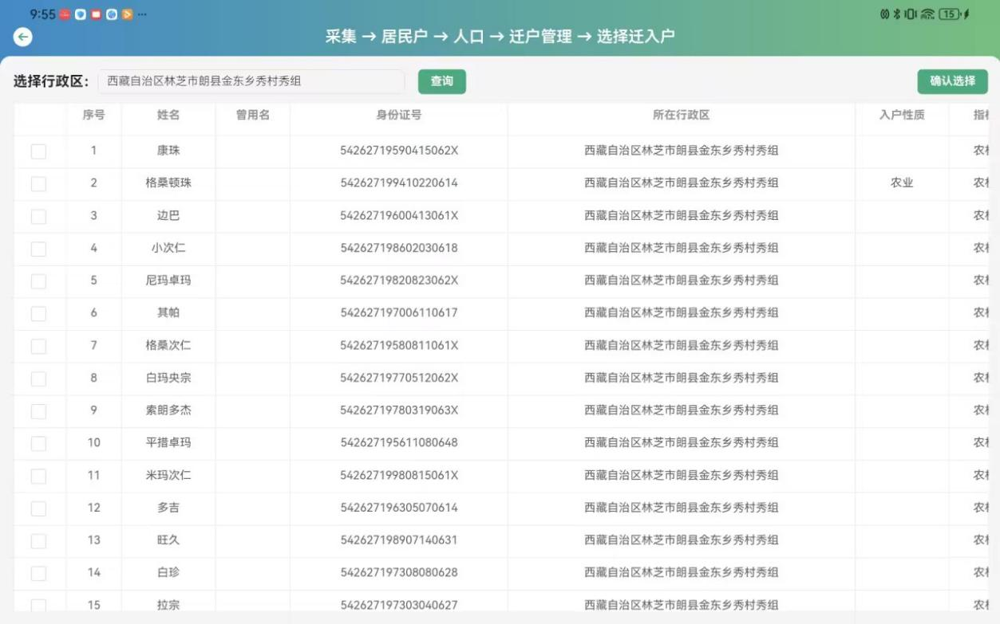 9:55 ··· 15
采集 → 居民户 → 人口 → 迁户管理 → 选择迁入户
选择行政区： 西藏自治区林芝市朗县金东乡秀村秀组 查询 确认选择
序号 姓名 曾用名 身份证号 所在行政区 入户性质
1 康珠 54262719590415062X 西藏自治区林芝市朗县金东乡秀村秀组 农
2 格桑顿珠 542627199410220614 西藏自治区林芝市朗县金东乡秀村秀组 农业 农
3 边巴 54262719600413061X 西藏自治区林芝市朗县金东乡秀村秀组 农
4 小次仁 542627198602030618 西藏自治区林芝市朗县金东乡秀村秀组 农
5 尼玛卓玛 54262719820823062X 西藏自治区林芝市朗县金东乡秀村秀组 农
6 其帕 542627197006110617 西藏自治区林芝市朗县金东乡秀村秀组 农
7 格桑次仁 54262719580811061X 西藏自治区林芝市朗县金东乡秀村秀组 农
8 白玛央宗 54262719770512062X 西藏自治区林芝市朗县金东乡秀村秀组 农
9 索朗多杰 54262719780319063X 西藏自治区林芝市朗县金东乡秀村秀组 农
10 平措卓玛 542627195611080648 西藏自治区林芝市朗县金东乡秀村秀组 农
11 米玛次仁 54262719980815061X 西藏自治区林芝市朗县金东乡秀村秀组 农
12 多吉 542627196305070614 西藏自治区林芝市朗县金东乡秀村秀组 农
13 旺久 542627198907140631 西藏自治区林芝市朗县金东乡秀村秀组 农
14 白珍 542627197308080628 西藏自治区林芝市朗县金东乡秀村秀组 农
15 拉宗 542627197303040627 西藏自治区林芝市朗县金东乡秀村秀组 农